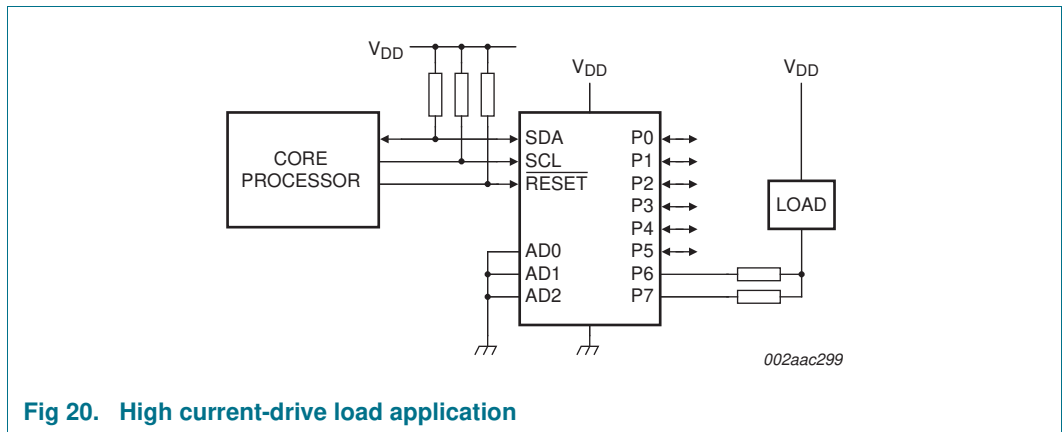 VDD
VDD
VDD
CORE
PROCESSOR
SDA
SCL
RESET
AD0
AD1
AD2
P0
P1
P2
P3
P4
P5
P6
P7
LOAD
002aac299
Fig 20. High current-drive load application